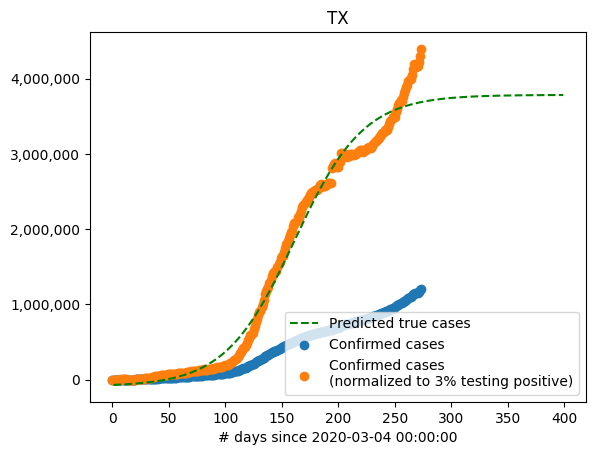 TX
4,000,000
3,000,000
2,000,000
1,000,000
0
Predicted true cases
Confirmed cases
Confirmed cases
(normalized to 3% testing positive)
0 50 100 150 200 250 300 350 400
# days since 2020-03-04 00:00:00